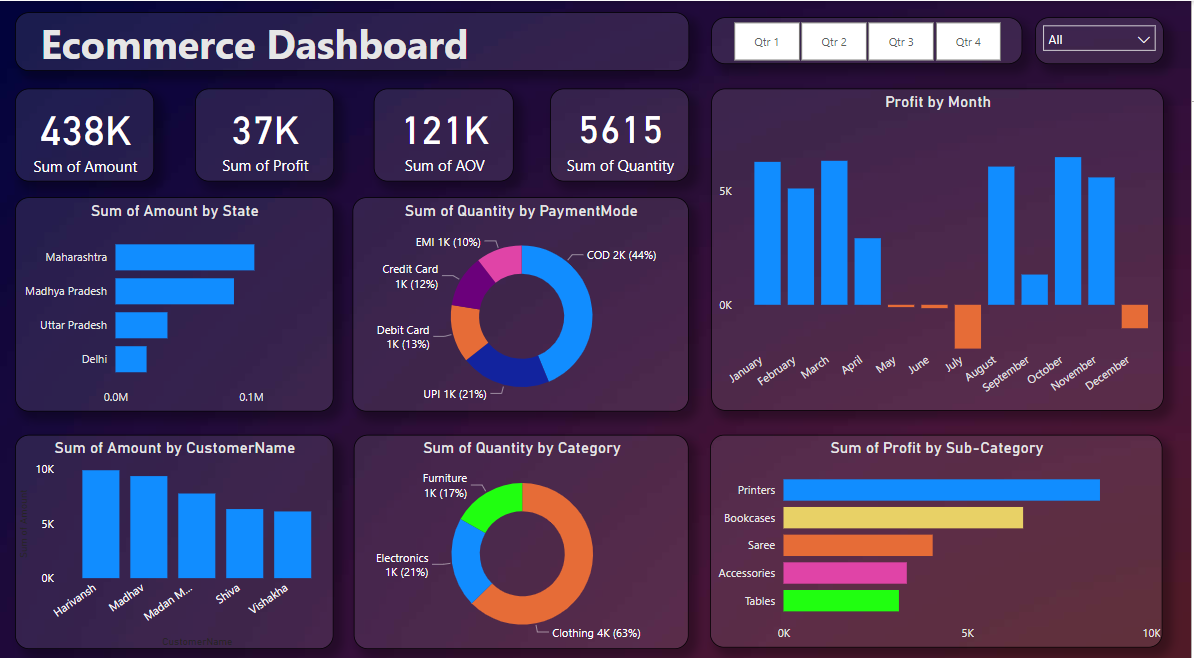 Ecommerce Dashboard
Qtr 1
Qtr 2
Qtr 3
Qtr 4
All
438K
Sum of Amount
37K
Sum of Profit
121K
Sum of AOV
5615
Sum of Quantity
Profit by Month
5K
0K
January
February
March
April
May
June
July
August
September
October
November
December
Sum of Amount by State
Maharashtra
Madhya Pradesh
Uttar Pradesh
Delhi
0.0M
0.1M
Sum of Quantity by PaymentMode
EMI 1K (10%)
COD 2K (44%)
Credit Card
1K (12%)
Debit Card
1K (13%)
UPI 1K (21%)
Sum of Amount by CustomerName
10K
5K
0K
Harivansh
Madhav
Madan M...
Shiva
Vishakha
CustomerName
Sum of Quantity by Category
Furniture
1K (17%)
Electronics
1K (21%)
Clothing 4K (63%)
Sum of Profit by Sub-Category
Printers
Bookcases
Saree
Accessories
Tables
0K
5K
10K